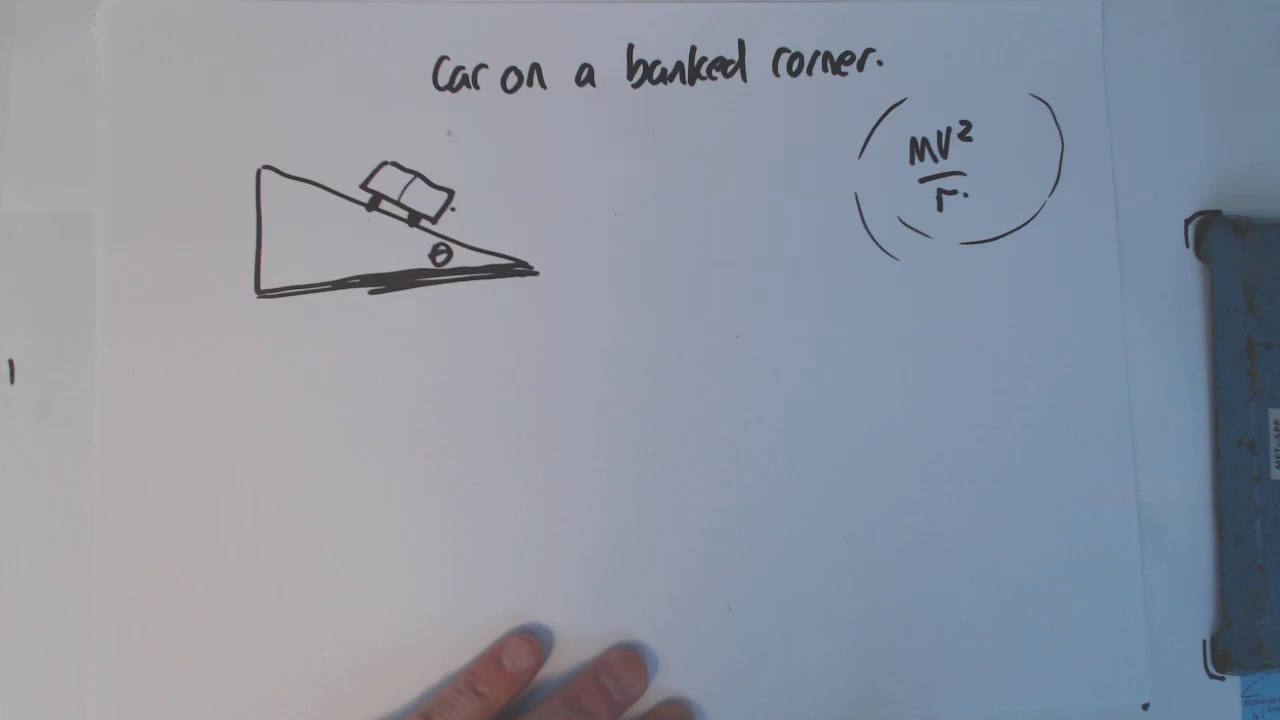 Car on a banked corner.
MV²
r.
θ